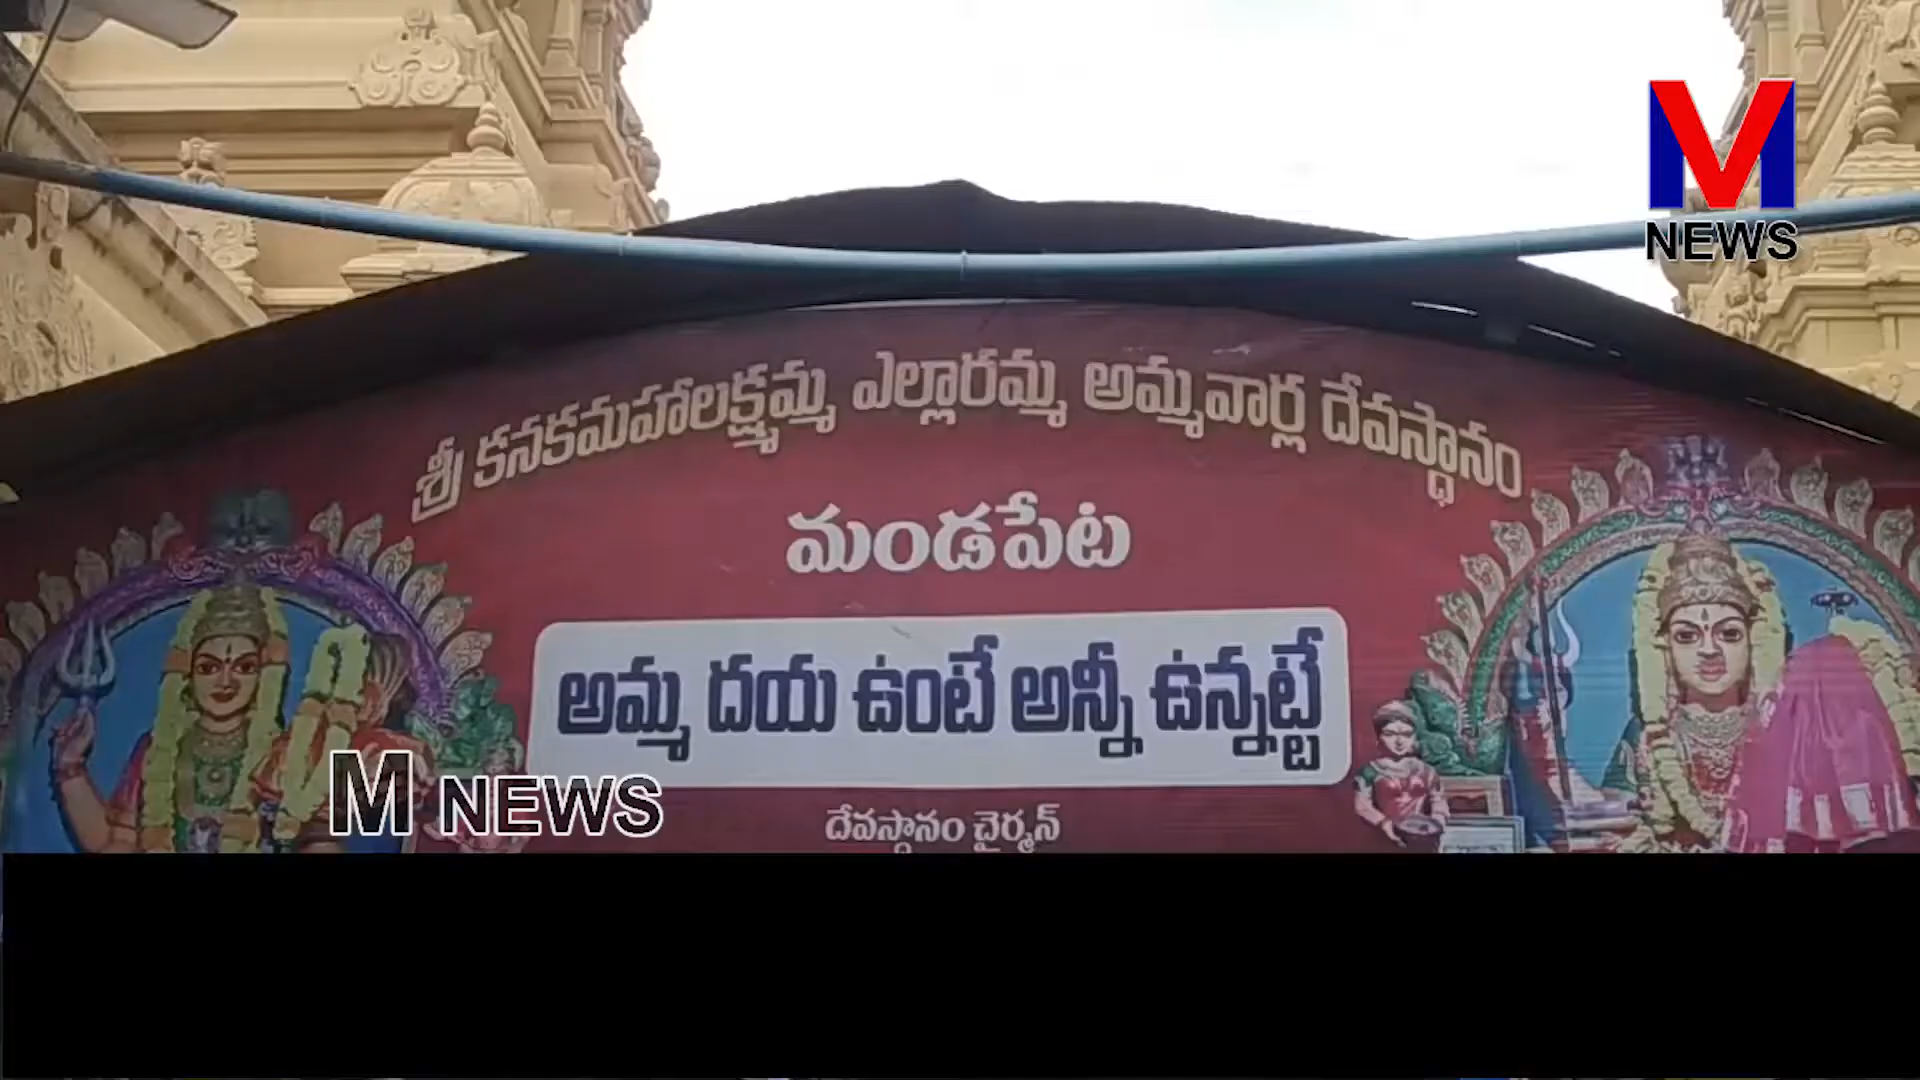 NEWS
శ్రీ కనకమహాలక్ష్మమ్మ ఎల్లారమ్మ అమ్మవార్ల దేవస్థానం
మండపేట
అమ్మ దయ ఉంటే అన్నీ ఉన్నట్టే
M NEWS
దేవస్థానం చైర్మన్